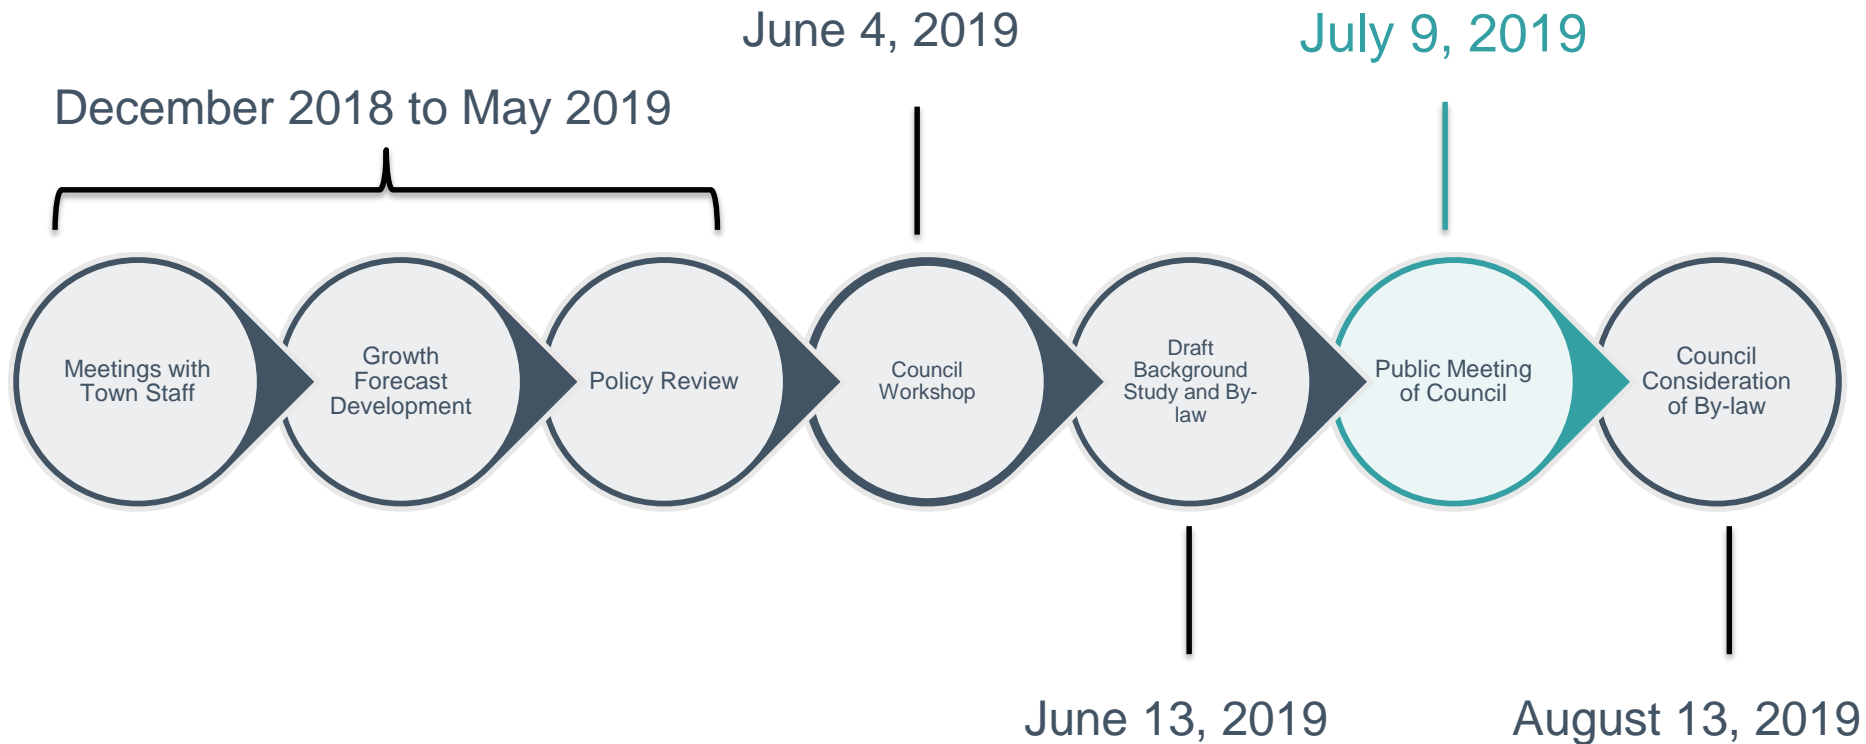 June 4, 2019
July 9, 2019
December 2018 to May 2019
Meetings with
Town Staff
Growth
Forecast
Development
Policy Review
Council
Workshop
Draft
Background
Study and By-
law
Public Meeting
of Council
Council
Consideration
of By-law
June 13, 2019
August 13, 2019